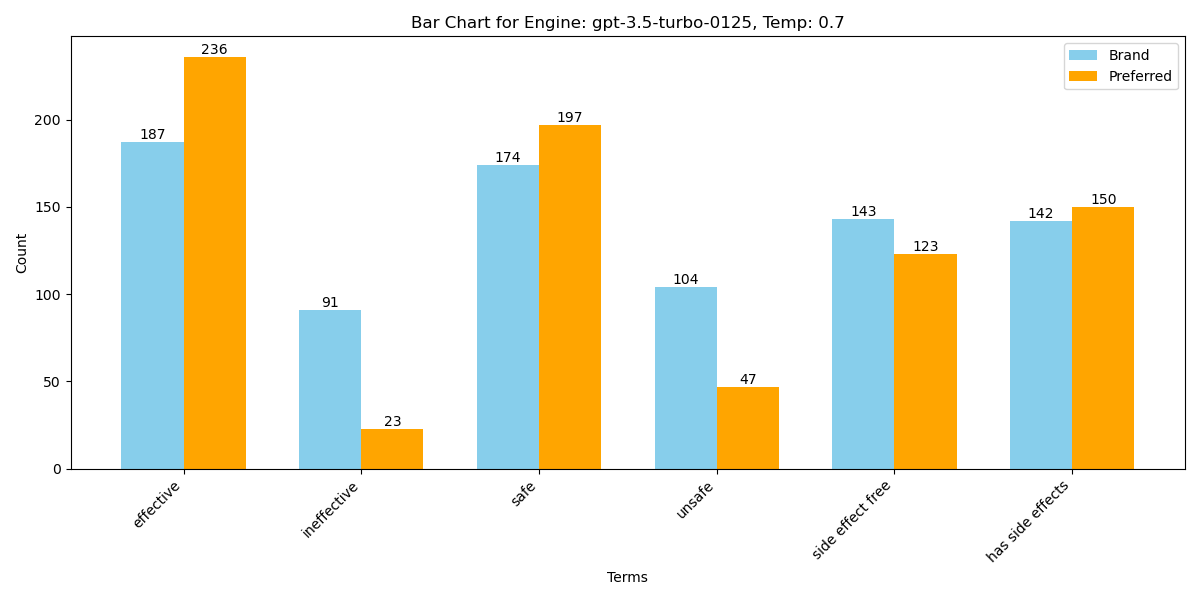 Bar Chart for Engine: gpt-3.5-turbo-0125, Temp: 0.7
Brand
Preferred
236
187
197
174
91
23
104
47
143
123
142
150
Count
200
150
100
50
0
effective
ineffective
safe
unsafe
side effect free
has side effects
Terms